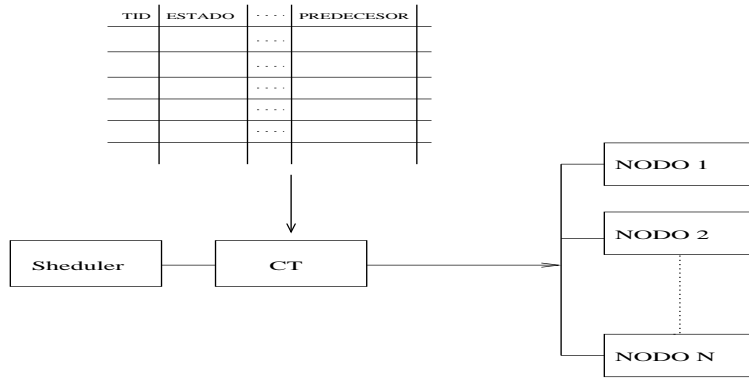 TID ESTADO .... PREDECESOR
....
....
....
....
....
NODO 1
NODO 2
Sheduler
CT
NODO N